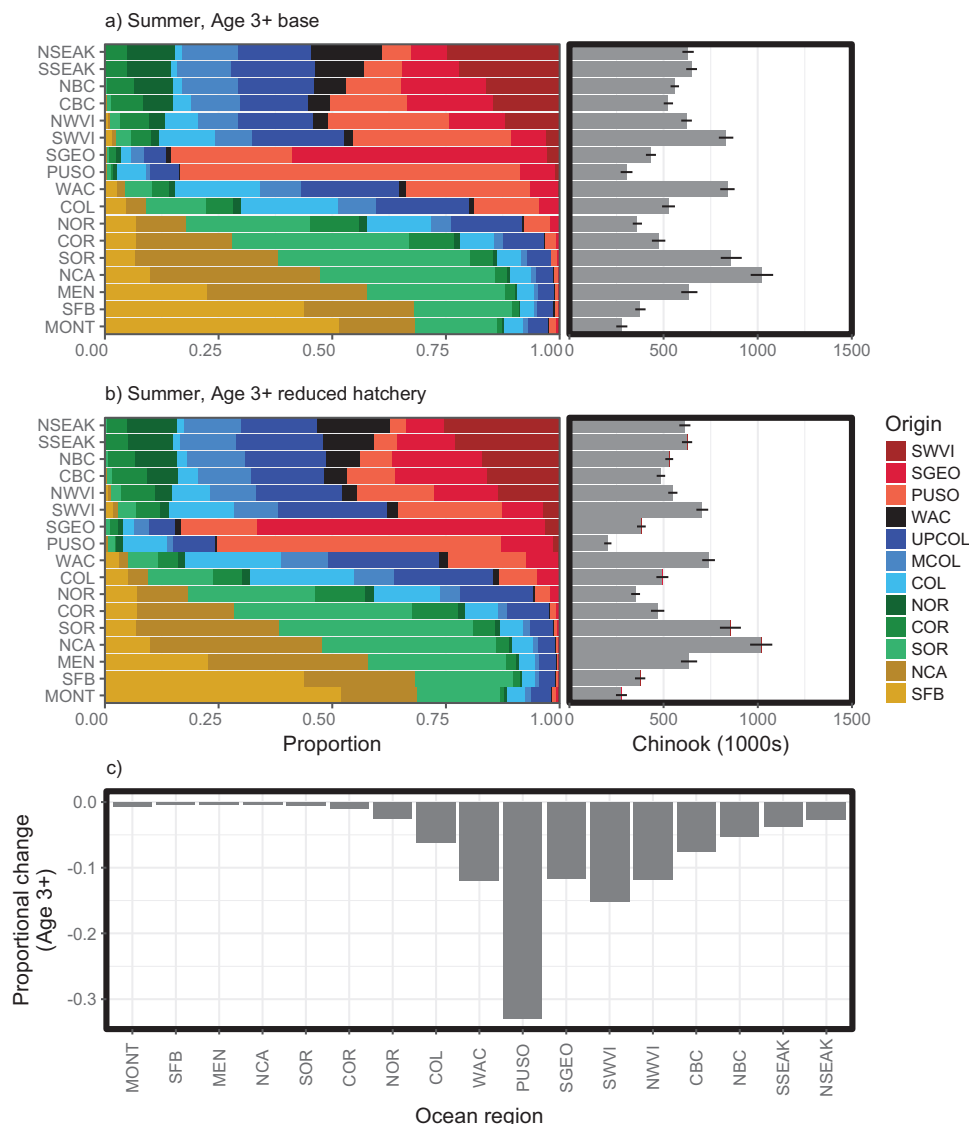 a) Summer, Age 3+ base
NSEAK
SSEAK
NBC
CBC
NWVI
SWVI
SGEO
PUSO
WAC
COL
NOR
COR
SOR
NCA
MEN
SFB
MONT
0.00 0.25 0.50 0.75 1.00 0 500 1000 1500
b) Summer, Age 3+ reduced hatchery
NSEAK
SSEAK
NBC
CBC
NWVI
SWVI
SGEO
PUSO
WAC
COL
NOR
COR
SOR
NCA
MEN
SFB
MONT
0.00 0.25 0.50 0.75 1.00 0 500 1000 1500
Proportion Chinook (1000s)
Origin
SWVI
SGEO
PUSO
WAC
UPCOL
MCOL
COL
NOR
COR
SOR
NCA
SFB
c)
Proportional change
(Age 3+)
0.0
-0.1
-0.2
-0.3
MONT SFB MEN NCA SOR COR NOR COL WAC PUSO SGEO SWVI NWVI CBC NBC SSEAK NSEAK
Ocean region